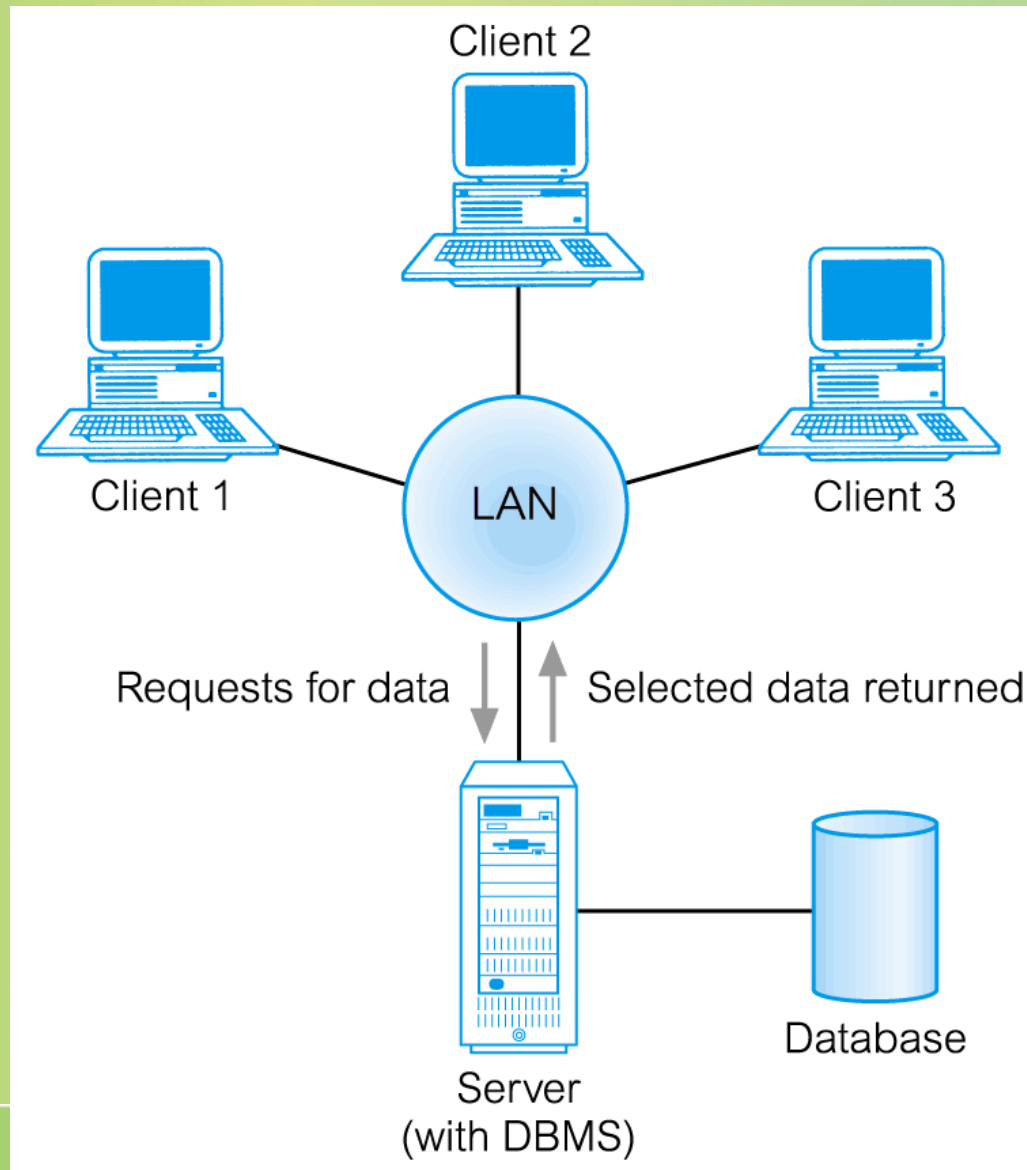 Client 2
Client 1
LAN
Client 3
Requests for data
Selected data returned
Database
Server
(with DBMS)